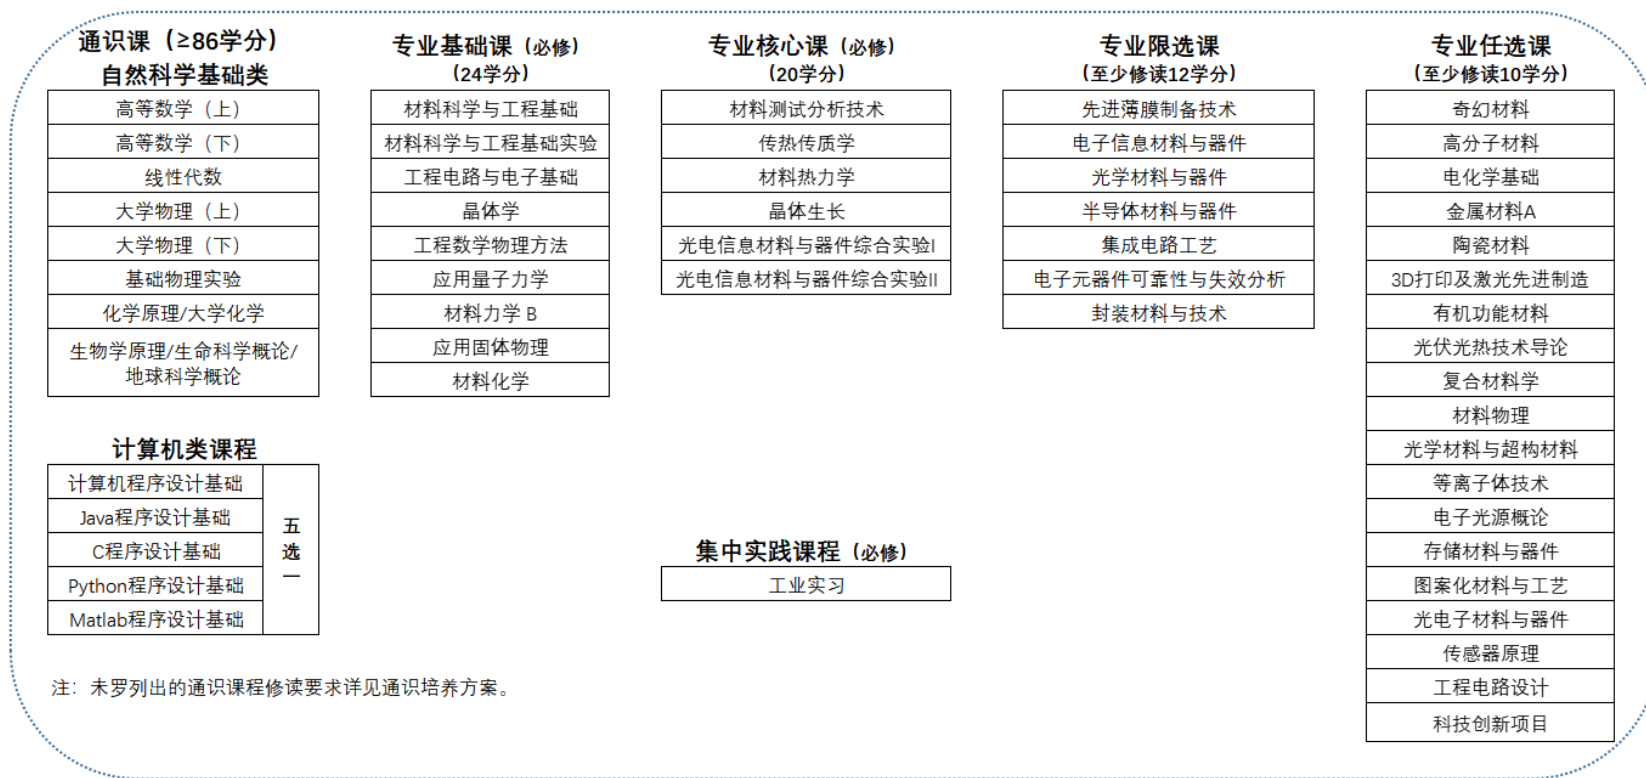 通识课（≥86学分）
自然科学基础类
高等数学（上）
高等数学（下）
线性代数
大学物理（上）
大学物理（下）
基础物理实验
化学原理/大学化学
生物学原理/生命科学概论/
地球科学概论
计算机类课程
计算机程序设计基础
Java程序设计基础
C程序设计基础
Python程序设计基础
Matlab程序设计基础
五
选
一
专业基础课（必修）
（24学分）
材料科学与工程基础
材料科学与工程基础实验
工程电路与电子基础
晶体学
工程数学物理方法
应用量子力学
材料力学 B
应用固体物理
材料化学
专业核心课（必修）
（20学分）
材料测试分析技术
传热传质学
材料热力学
晶体生长
光电信息材料与器件综合实验I
光电信息材料与器件综合实验II
集中实践课程（必修）
工业实习
专业限选课
（至少修读12学分）
先进薄膜制备技术
电子信息材料与器件
光学材料与器件
半导体材料与器件
集成电路工艺
电子元器件可靠性与失效分析
封装材料与技术
专业任选课
（至少修读10学分）
奇幻材料
高分子材料
电化学基础
金属材料A
陶瓷材料
3D打印及激光先进制造
有机功能材料
光伏光热技术导论
复合材料学
材料物理
光学材料与超构材料
等离子体技术
电子光源概论
存储材料与器件
图案化材料与工艺
光电子材料与器件
传感器原理
工程电路设计
科技创新项目
注：未罗列出的通识课程修读要求详见通识培养方案。